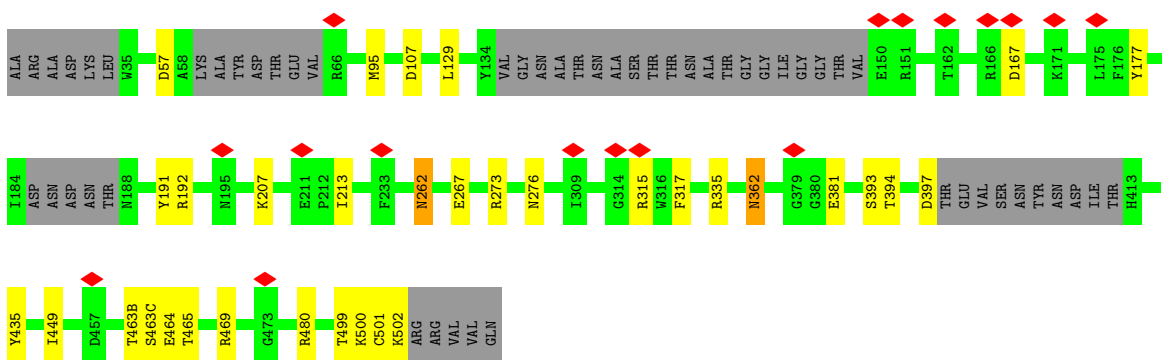 ALA ARG ALA ASP LYS LEU W35 D57 A58 LYS ALA TYR ASP THR GLU VAL R66 M95 D107 L129 Y134 VAL GLY ASN ALA THR ASN ALA SER THR THR ASN ALA THR GLY GLY ILE GLY GLY THR VAL E150 R151 T162 R166 D167 K171 L175 F176 Y177
I184 ASP ASN ASP ASN THR N188 Y191 R192 N195 K207 E211 P212 I213 F233 N262 E267 R273 N276 I309 G314 R315 W316 F317 R335 N362 G379 G380 E381 S393 T394 D397 THR GLU VAL SER ASN TYR ASN ASP ILE THR H413
Y435 I449 D457 T463B S463C E464 T465 R469 G473 R480 T499 K500 C501 K502 ARG ARG VAL VAL GLN